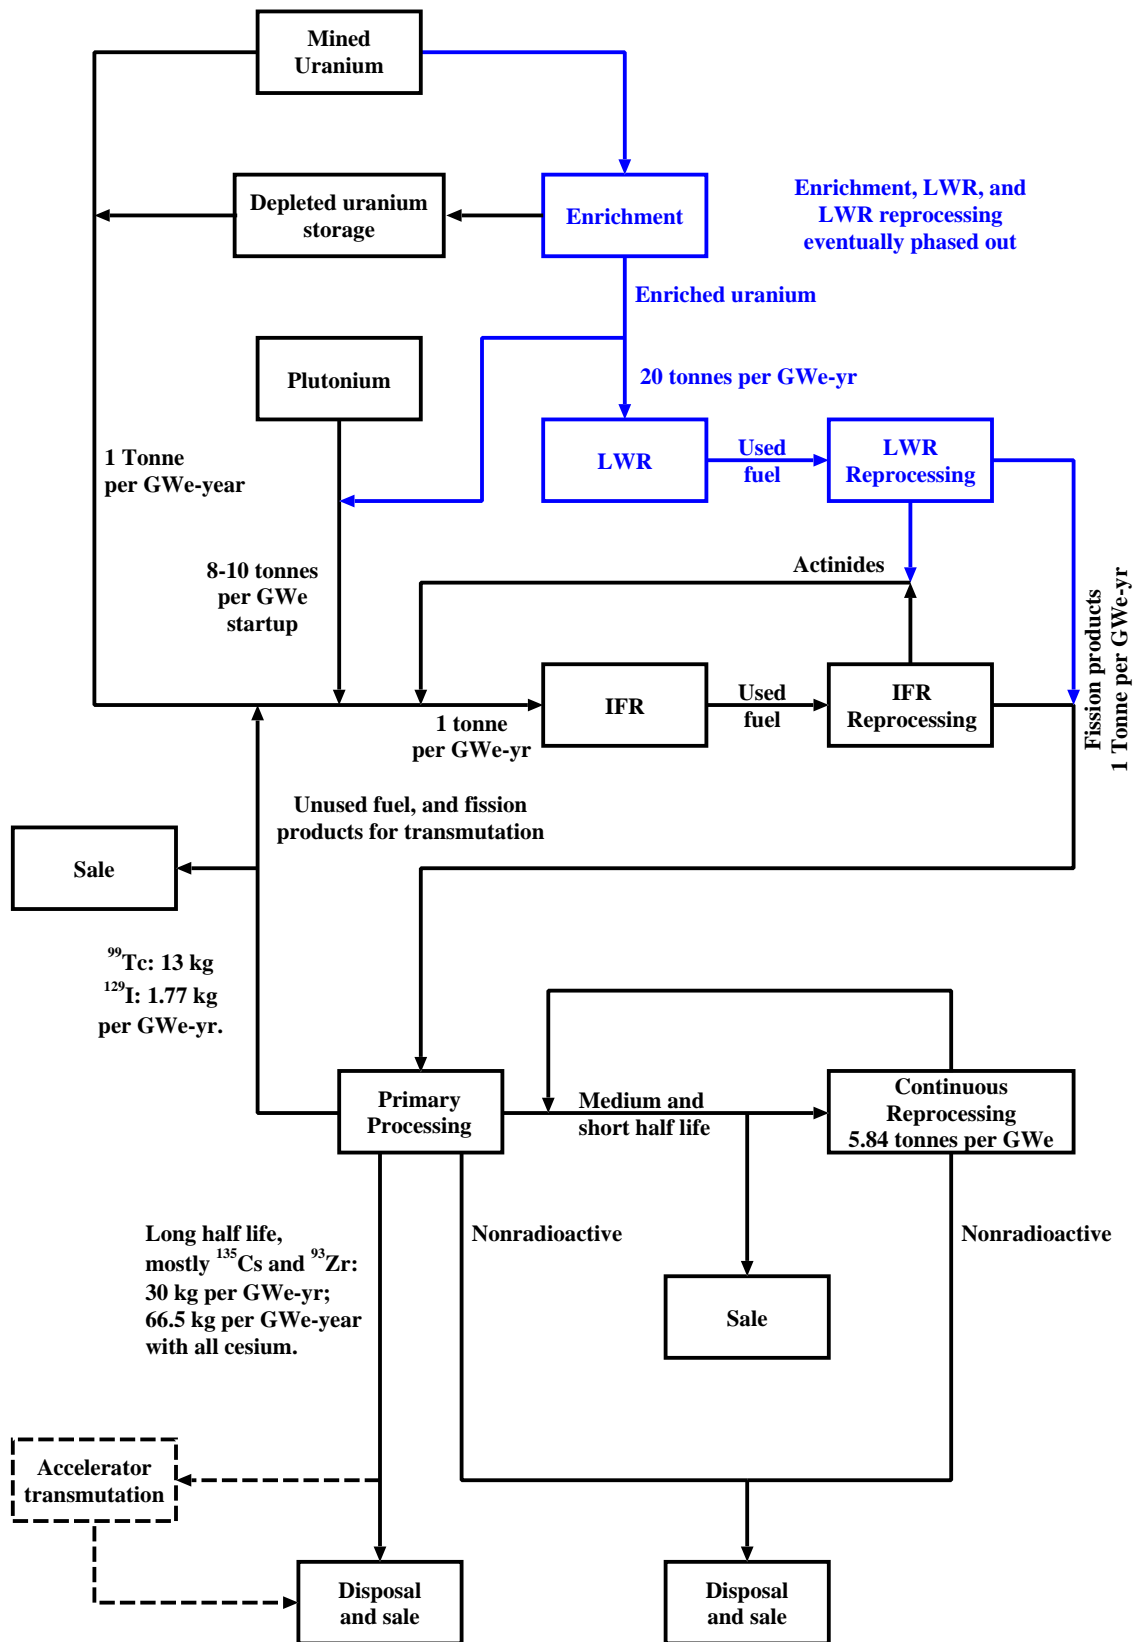 Mined
Uranium
Depleted uranium
storage
Enrichment
Enrichment, LWR, and
LWR reprocessing
eventually phased out
Enriched uranium
Plutonium
20 tonnes per GWe-yr
1 Tonne
per GWe-year
LWR
Used
fuel
LWR
Reprocessing
8-10 tonnes
per GWe
startup
Actinides
Fission products
1 Tonne per GWe-yr
1 tonne
per GWe-yr
IFR
Used
fuel
IFR
Reprocessing
Unused fuel, and fission
products for transmutation
Sale
⁹⁹Tc: 13 kg
¹²⁹I: 1.77 kg
per GWe-yr.
Primary
Processing
Medium and
short half life
Continuous
Reprocessing
5.84 tonnes per GWe
Long half life,
mostly ¹³⁵Cs and ⁹³Zr:
30 kg per GWe-yr;
66.5 kg per GWe-year
with all cesium.
Nonradioactive
Nonradioactive
Sale
Accelerator
transmutation
Disposal
and sale
Disposal
and sale